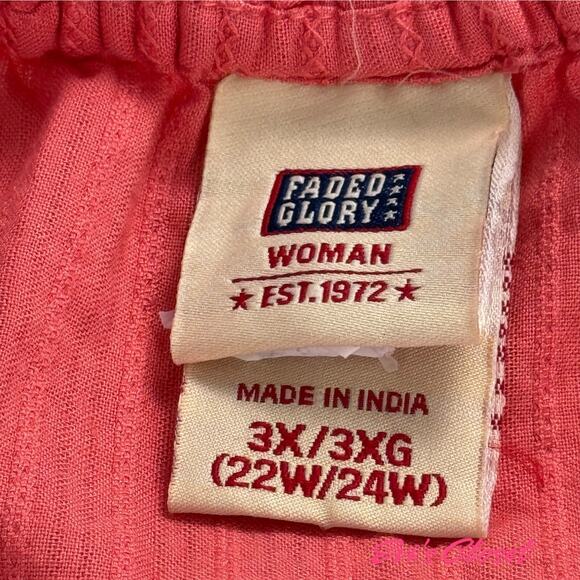 FADED
GLORY
WOMAN
★ EST.1972 ★
MADE IN INDIA
3X/3XG
(22W/24W)